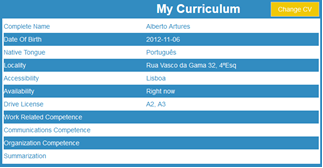 My Curriculum
Change CV
Complete Name Alberto Artures
Date Of Birth 2012-11-06
Native Tongue Português
Locality Rua Vasco da Gama 32, 4ºEsq
Accessibility Lisboa
Availability Right now
Drive License A2, A3
Work Related Competence
Communications Competence
Organization Competence
Summarization